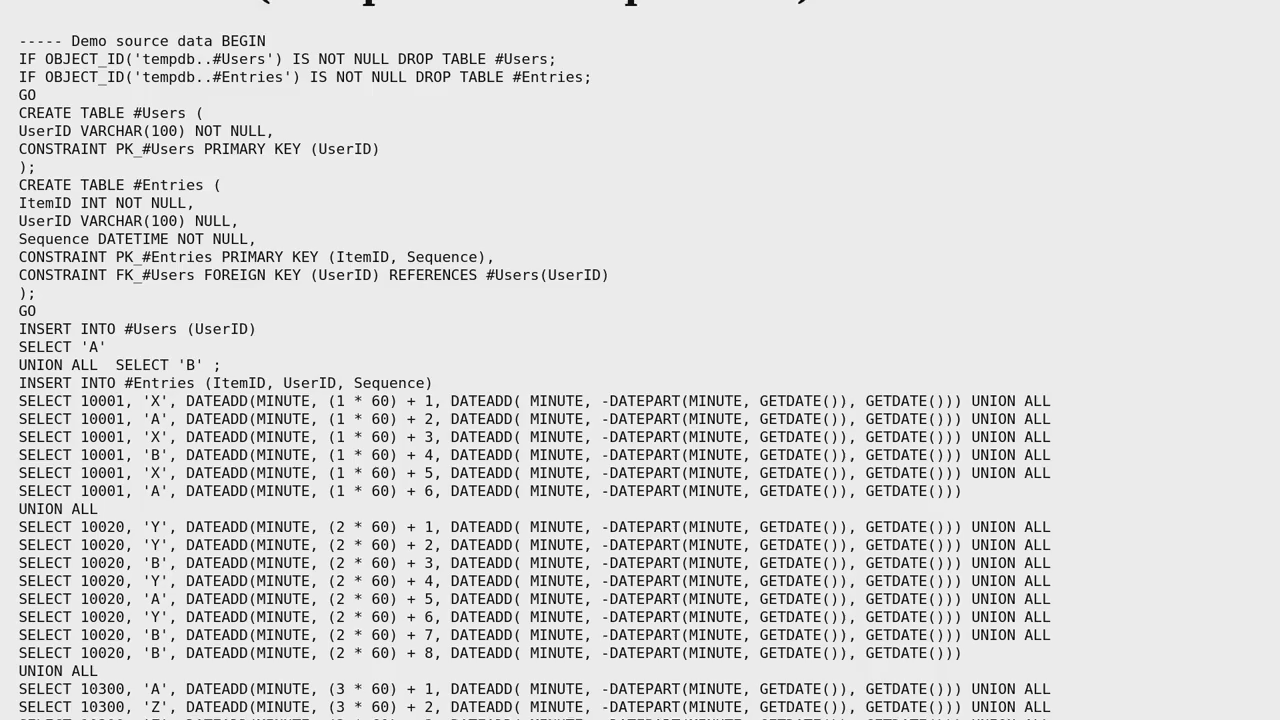 ----- Demo source data BEGIN
IF OBJECT_ID('tempdb..#Users') IS NOT NULL DROP TABLE #Users;
IF OBJECT_ID('tempdb..#Entries') IS NOT NULL DROP TABLE #Entries;
GO
CREATE TABLE #Users (
UserID VARCHAR(100) NOT NULL,
CONSTRAINT PK_#Users PRIMARY KEY (UserID)
);
CREATE TABLE #Entries (
ItemID INT NOT NULL,
UserID VARCHAR(100) NULL,
Sequence DATETIME NOT NULL,
CONSTRAINT PK_#Entries PRIMARY KEY (ItemID, Sequence),
CONSTRAINT FK_#Users FOREIGN KEY (UserID) REFERENCES #Users(UserID)
);
GO
INSERT INTO #Users (UserID)
SELECT 'A'
UNION ALL  SELECT 'B' ;
INSERT INTO #Entries (ItemID, UserID, Sequence)
SELECT 10001, 'X', DATEADD(MINUTE, (1 * 60) + 1, DATEADD( MINUTE, -DATEPART(MINUTE, GETDATE()), GETDATE())) UNION ALL
SELECT 10001, 'A', DATEADD(MINUTE, (1 * 60) + 2, DATEADD( MINUTE, -DATEPART(MINUTE, GETDATE()), GETDATE())) UNION ALL
SELECT 10001, 'X', DATEADD(MINUTE, (1 * 60) + 3, DATEADD( MINUTE, -DATEPART(MINUTE, GETDATE()), GETDATE())) UNION ALL
SELECT 10001, 'B', DATEADD(MINUTE, (1 * 60) + 4, DATEADD( MINUTE, -DATEPART(MINUTE, GETDATE()), GETDATE())) UNION ALL
SELECT 10001, 'X', DATEADD(MINUTE, (1 * 60) + 5, DATEADD( MINUTE, -DATEPART(MINUTE, GETDATE()), GETDATE())) UNION ALL
SELECT 10001, 'A', DATEADD(MINUTE, (1 * 60) + 6, DATEADD( MINUTE, -DATEPART(MINUTE, GETDATE()), GETDATE()))
UNION ALL
SELECT 10020, 'Y', DATEADD(MINUTE, (2 * 60) + 1, DATEADD( MINUTE, -DATEPART(MINUTE, GETDATE()), GETDATE())) UNION ALL
SELECT 10020, 'Y', DATEADD(MINUTE, (2 * 60) + 2, DATEADD( MINUTE, -DATEPART(MINUTE, GETDATE()), GETDATE())) UNION ALL
SELECT 10020, 'B', DATEADD(MINUTE, (2 * 60) + 3, DATEADD( MINUTE, -DATEPART(MINUTE, GETDATE()), GETDATE())) UNION ALL
SELECT 10020, 'Y', DATEADD(MINUTE, (2 * 60) + 4, DATEADD( MINUTE, -DATEPART(MINUTE, GETDATE()), GETDATE())) UNION ALL
SELECT 10020, 'A', DATEADD(MINUTE, (2 * 60) + 5, DATEADD( MINUTE, -DATEPART(MINUTE, GETDATE()), GETDATE())) UNION ALL
SELECT 10020, 'Y', DATEADD(MINUTE, (2 * 60) + 6, DATEADD( MINUTE, -DATEPART(MINUTE, GETDATE()), GETDATE())) UNION ALL
SELECT 10020, 'B', DATEADD(MINUTE, (2 * 60) + 7, DATEADD( MINUTE, -DATEPART(MINUTE, GETDATE()), GETDATE())) UNION ALL
SELECT 10020, 'B', DATEADD(MINUTE, (2 * 60) + 8, DATEADD( MINUTE, -DATEPART(MINUTE, GETDATE()), GETDATE()))
UNION ALL
SELECT 10300, 'A', DATEADD(MINUTE, (3 * 60) + 1, DATEADD( MINUTE, -DATEPART(MINUTE, GETDATE()), GETDATE())) UNION ALL
SELECT 10300, 'Z', DATEADD(MINUTE, (3 * 60) + 2, DATEADD( MINUTE, -DATEPART(MINUTE, GETDATE()), GETDATE())) UNION ALL